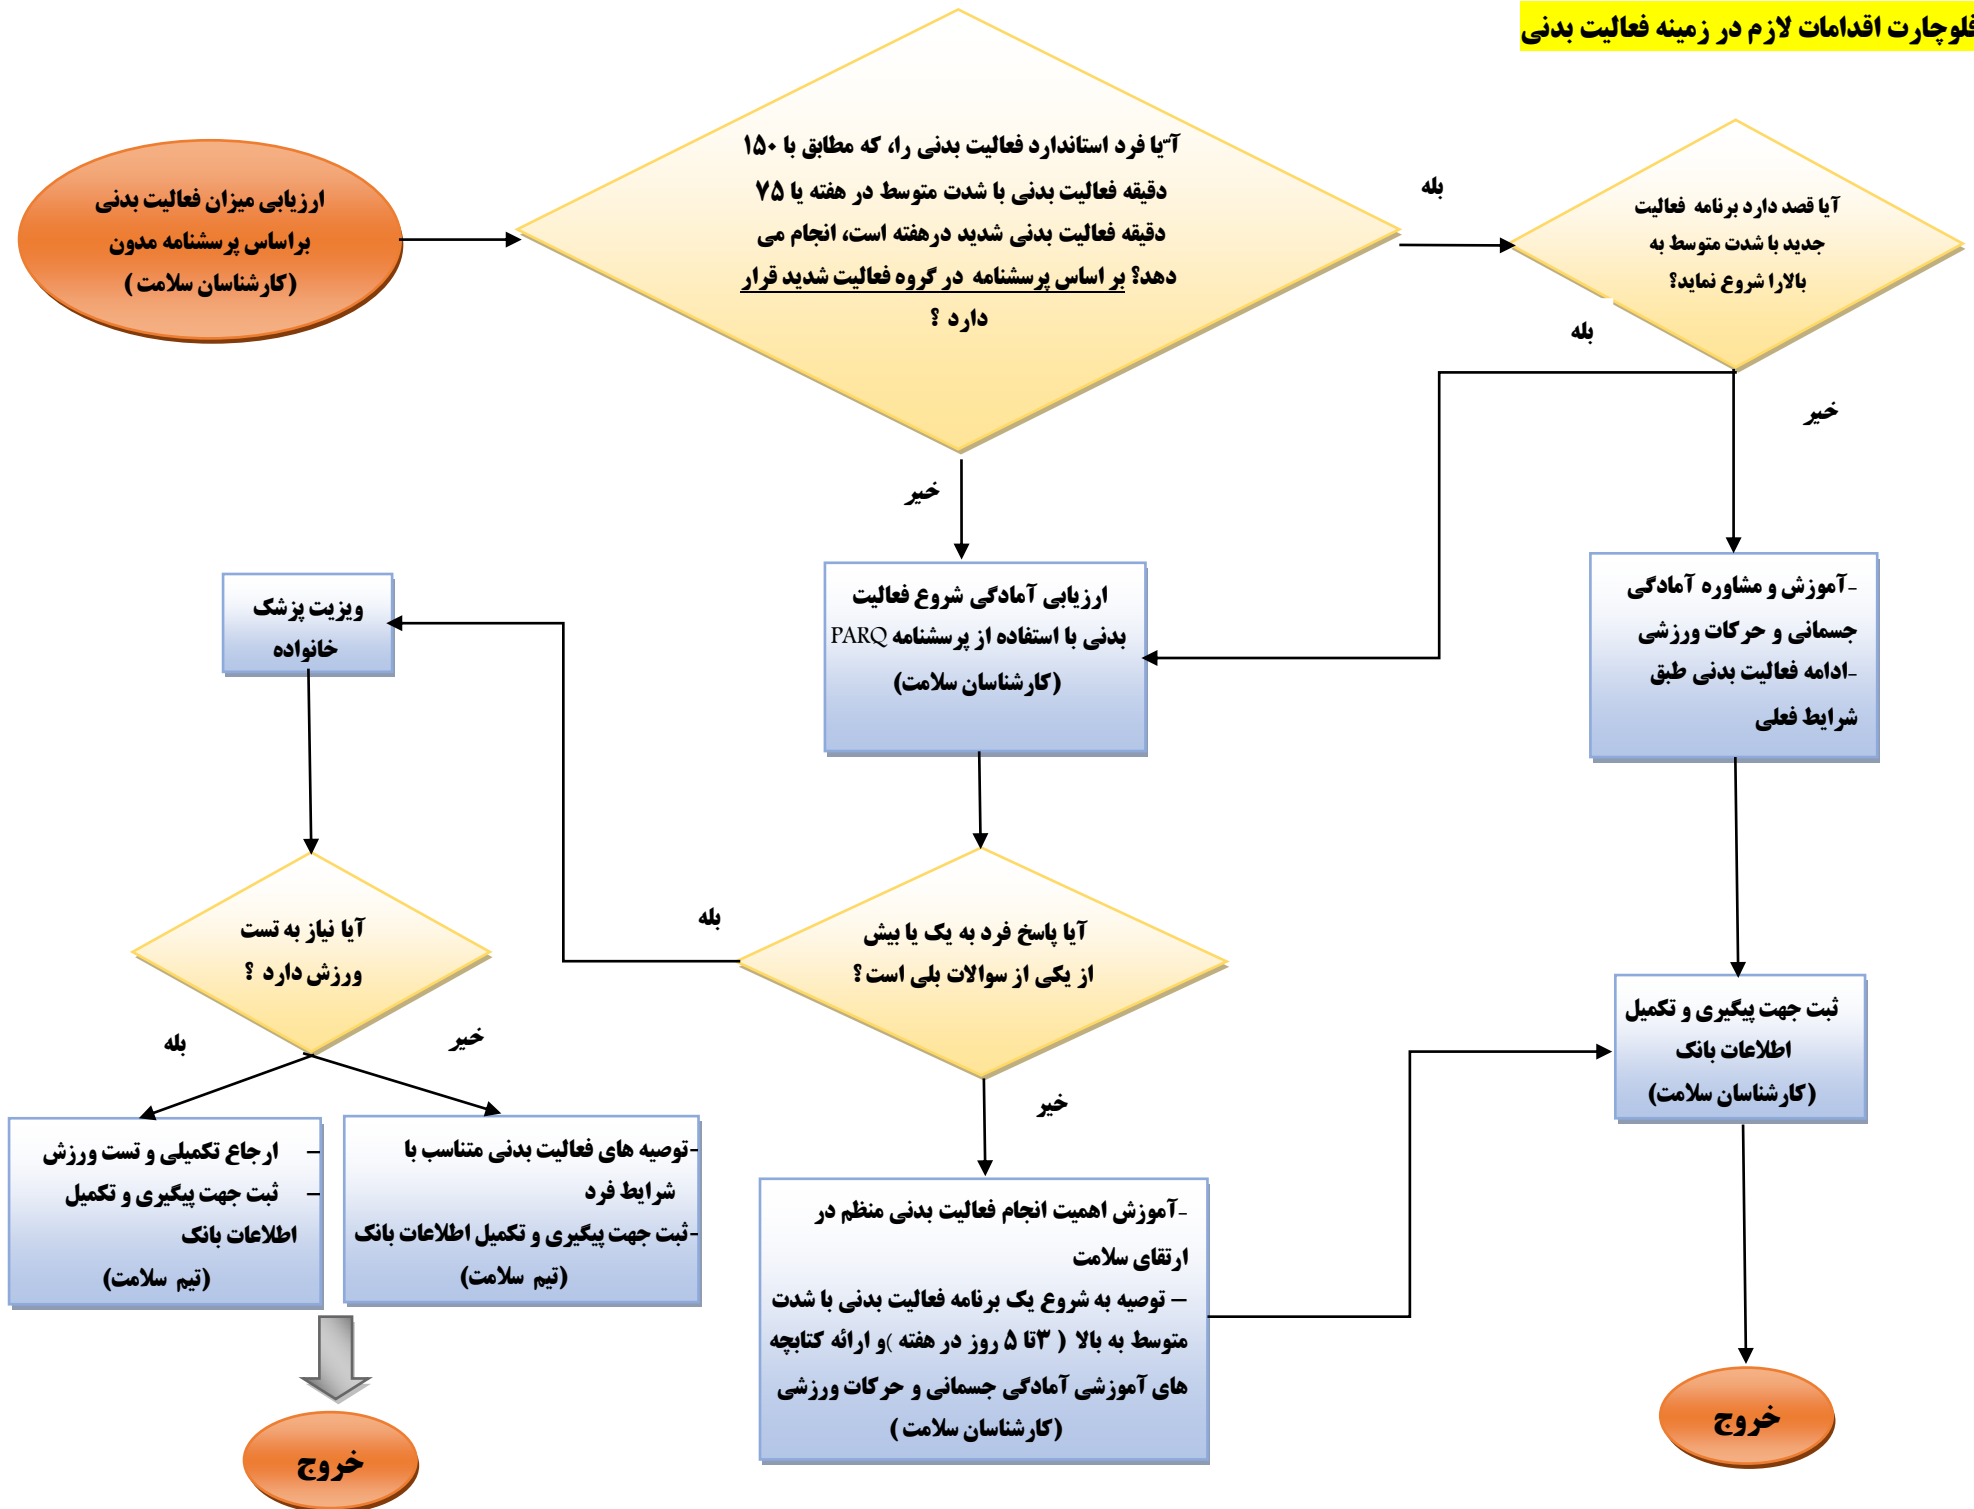 فلوچارت اقدامات لازم در زمینه فعالیت بدنی
ارزیابی میزان فعالیت بدنی
براساس پرسشنامه مدون
(کارشناسان سلامت )
آیا فرد استاندارد فعالیت بدنی را، که مطابق با ۱۵۰
دقیقه فعالیت بدنی با شدت متوسط در هفته یا ۷۵
دقیقه فعالیت بدنی شدید درهفته است، انجام می
دهد؟ بر اساس پرسشنامه در گروه فعالیت شدید قرار
دارد ؟
بله
آیا قصد دارد برنامه فعالیت
جدید با شدت متوسط به
بالارا شروع نماید؟
بله
خیر
خیر
ارزیابی آمادگی شروع فعالیت
بدنی با استفاده از پرسشنامه PARQ
(کارشناسان سلامت)
-آموزش و مشاوره آمادگی
جسمانی و حرکات ورزشی
-ادامه فعالیت بدنی طبق
شرایط فعلی
ویزیت پزشک
خانواده
آیا پاسخ فرد به یک یا بیش
از یکی از سوالات بلی است؟
بله
خیر
آیا نیاز به تست
ورزش دارد ؟
بله
خیر
ثبت جهت پیگیری و تکمیل
اطلاعات بانک
(کارشناسان سلامت)
– ارجاع تکمیلی و تست ورزش
– ثبت جهت پیگیری و تکمیل
اطلاعات بانک
(تیم سلامت)
-توصیه های فعالیت بدنی متناسب با
شرایط فرد
-ثبت جهت پیگیری و تکمیل اطلاعات بانک
(تیم سلامت)
-آموزش اهمیت انجام فعالیت بدنی منظم در
ارتقای سلامت
– توصیه به شروع یک برنامه فعالیت بدنی با شدت
متوسط به بالا ( ۳تا ۵ روز در هفته )و ارائه کتابچه
های آموزشی آمادگی جسمانی و حرکات ورزشی
(کارشناسان سلامت )
خروج
خروج